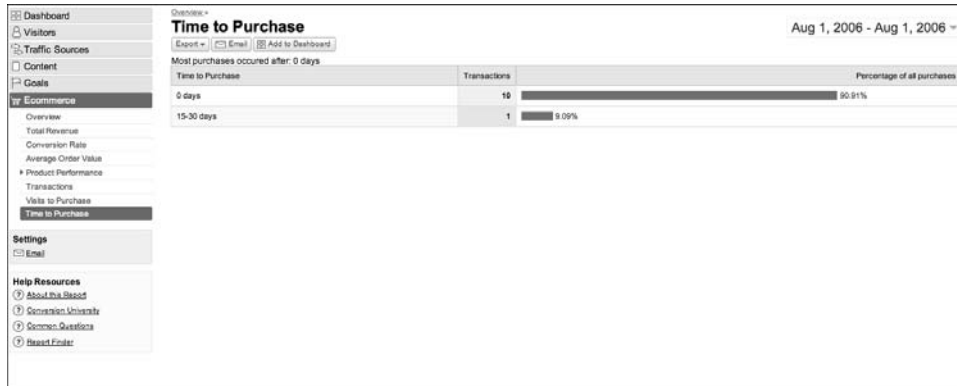 Dashboard
Visitors
Traffic Sources
Content
Goals
Ecommerce
Overview
Total Revenue
Conversion Rate
Average Order Value
Product Performance
Transactions
Visits to Purchase
Time to Purchase
Settings
Email
Help Resources
About this Report
Conversion University
Common Questions
Report Finder
Overview »
Time to Purchase
Aug 1, 2006 - Aug 1, 2006
Export Email Add to Dashboard
Most purchases occured after: 0 days
Time to Purchase Transactions Percentage of all purchases
0 days 10 90.91%
15-30 days 1 9.09%